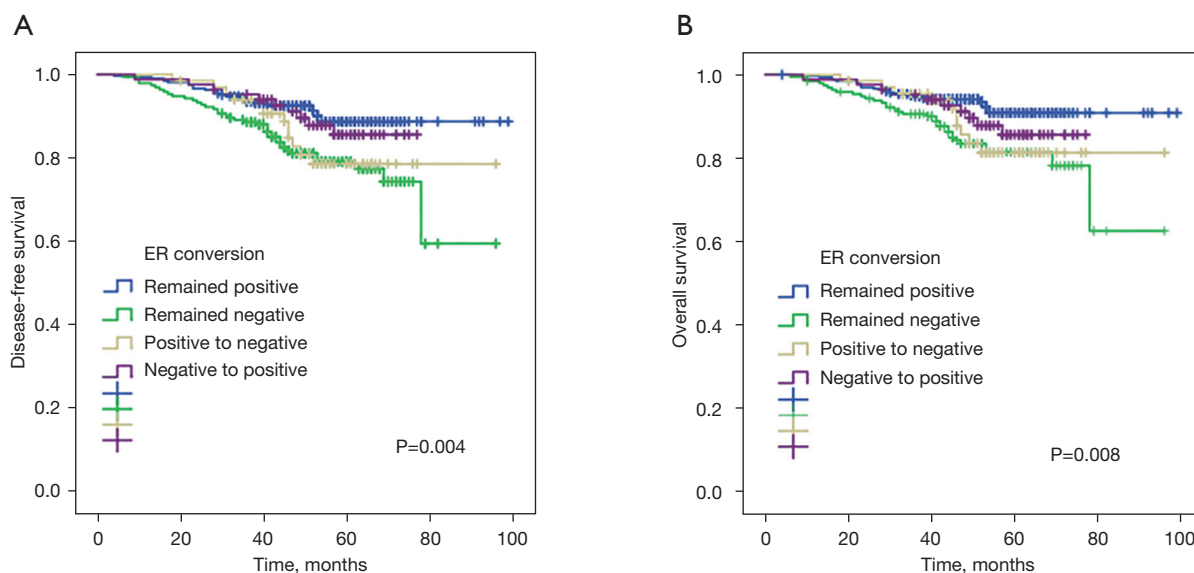 A
1.0
0.8
0.6
0.4
0.2
0.0
Disease-free survival
ER conversion
Remained positive
Remained negative
Positive to negative
Negative to positive
P=0.004
0 20 40 60 80 100
Time, months
B
1.0
0.8
0.6
0.4
0.2
0.0
Overall survival
ER conversion
Remained positive
Remained negative
Positive to negative
Negative to positive
P=0.008
0 20 40 60 80 100
Time, months